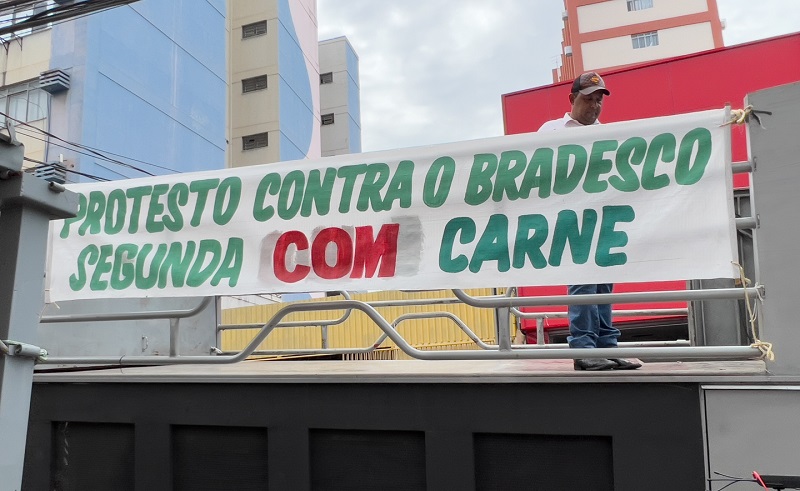 PROTESTO CONTRA O BRADESCO
SEGUNDA COM CARNE